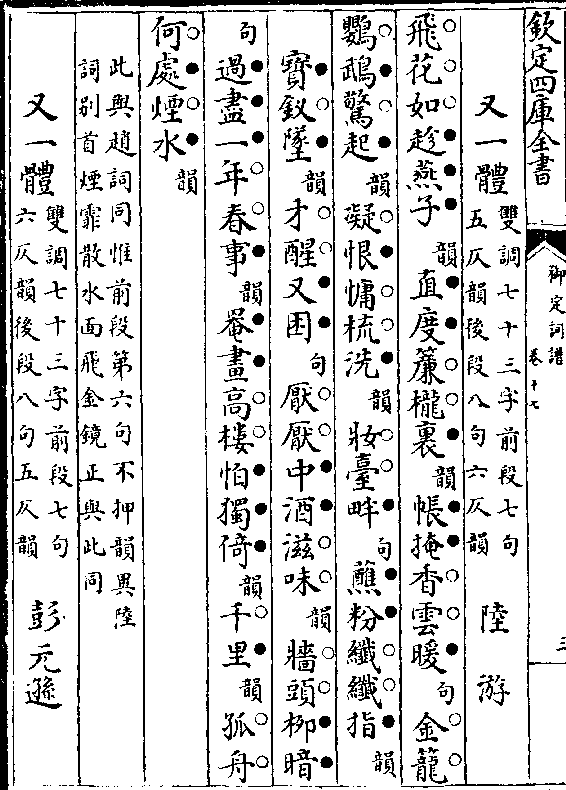 欽定四庫全書
御定詞譜
卷十七
三
又一體 雙調七十三字前段七句
五仄韻後段八句六仄韻 陸游
飛花如趁燕子韻直度簾櫳裏韻帳掩香雲暖句金籠
鸚鵡驚起韻凝恨慵梳洗韻妝臺畔句蘸粉纖纖指韻
寶釵墜韻才醒又困句厭厭中酒滋味韻牆頭柳暗
句過盡一年春事韻罨畫高樓怕獨倚韻千里韻孤舟
何處煙水韻
此與趙詞同惟前段第六句不押韻異陸
詞別首煙霏散水面飛金鏡正與此同
又一體 雙調七十三字前段七句
六仄韻後段八句五仄韻 彭元遜